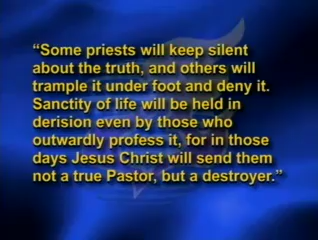 “Some priests will keep silent
about the truth, and others will
trample it under foot and deny it.
Sanctity of life will be held in
derision even by those who
outwardly profess it, for in those
days Jesus Christ will send them
not a true Pastor, but a destroyer.”